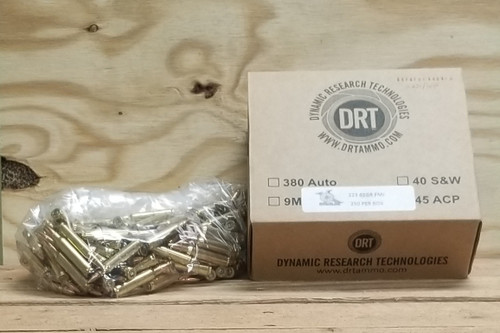 DYNAMIC RESEARCH TECHNOLOGIES
DRT
WWW.DRTAMMO.COM
380 Auto
40 S&W
9M
45 ACP
DRT
DYNAMIC RESEARCH TECHNOLOGIES
www.drtammo.com